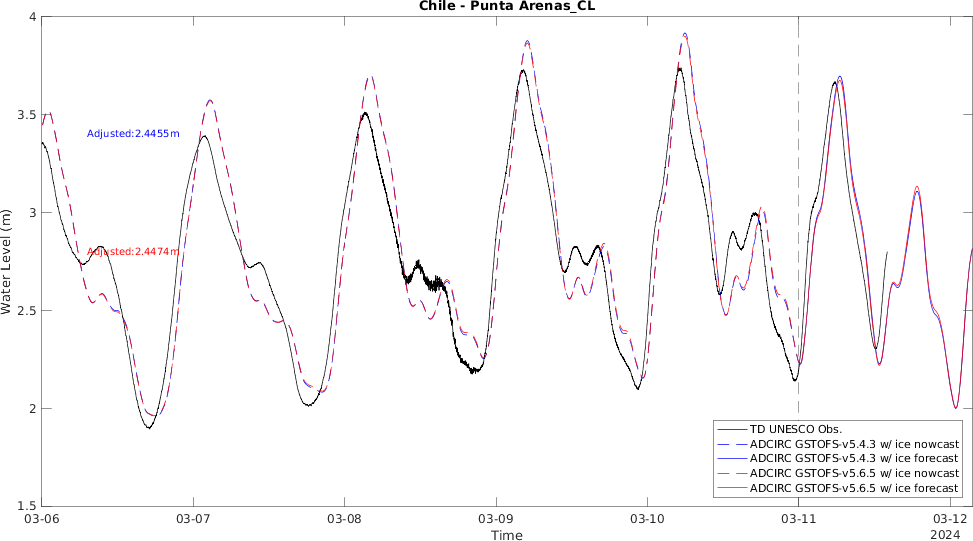 Chile - Punta Arenas_CL
4
3.5
3
2.5
2
1.5
Water Level (m)
Adjusted:2.4455m
Adjusted:2.4474m
TD UNESCO Obs.
ADCIRC GSTOFS-v5.4.3 w/ ice nowcast
ADCIRC GSTOFS-v5.4.3 w/ ice forecast
ADCIRC GSTOFS-v5.6.5 w/ ice nowcast
ADCIRC GSTOFS-v5.6.5 w/ ice forecast
03-06 03-07 03-08 03-09 03-10 03-11 03-12
Time 2024